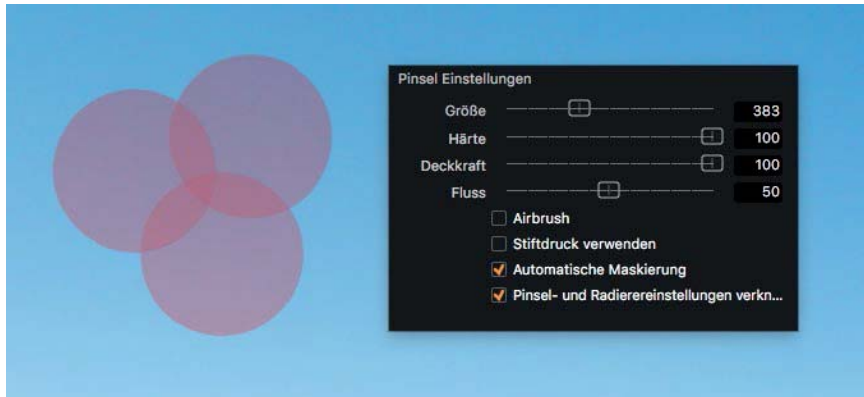 Pinsel Einstellungen
Größe 383
Härte 100
Deckkraft 100
Fluss 50
Airbrush
Stiftdruck verwenden
Automatische Maskierung
Pinsel- und Radierereinstellungen verkn...